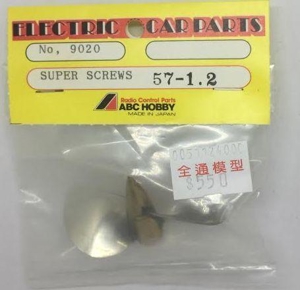 ELECTRIC CAR PARTS
No, 9020
SUPER SCREWS 57-1.2
Radio Control Parts
ABC HOBBY
MADE IN JAPAN
全通模型
$550